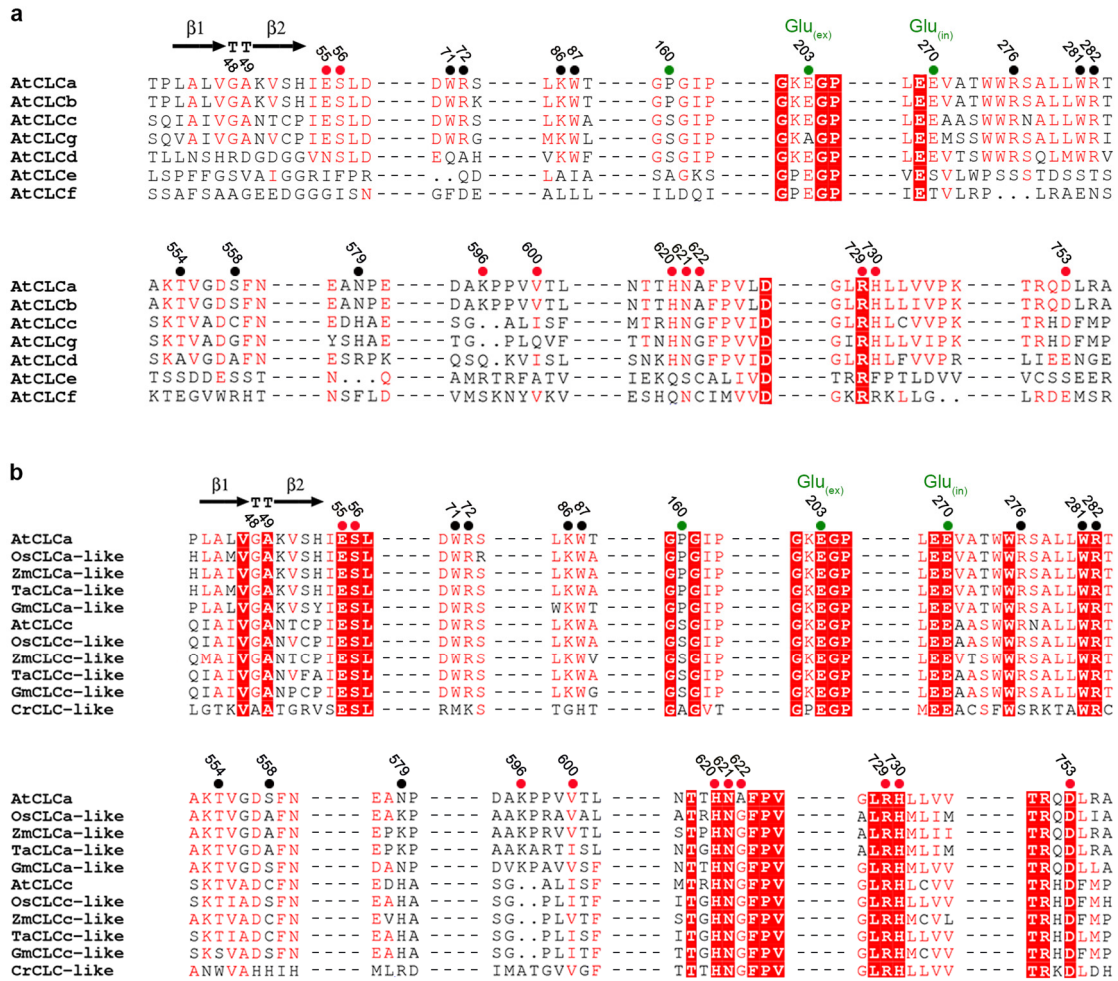 a
β1 TT β2 Glu(ex) Glu(in)
48 49 55 56 71 72 86 87 160 203 270 276 281 282
AtCLCa TPLALVGAKVSHIESLD-----DWRS-----LKWT-----GPGIP-----GKEGP-----LEEVATWWRSALLWRT
AtCLCb TPLALVGAKVSHIESLD-----DWRS-----LKWT-----GPGIP-----GKEGP-----LEEVATWWRSALLWRT
AtCLCc SQIAIVGANTCPIESLD-----DWRS-----LKWA-----GSGIP-----GKEGP-----LEEAASWWRNALLWRT
AtCLCg SQVAIVGANVCPIESLD-----DWRG-----MKWM-----GSGIP-----GKAGP-----LEEMSSWWRSALLWRI
AtCLCd TLLNSHRDGDGGVNSLD-----EQAH-----VKWF-----GSGIP-----GKEGP-----LEEVTSWWRSQLMWRV
AtCLCe LSPFFGSVAIGGRIFPR-----..QD-----LAIA-----SAGKS-----GPEGP-----VESVLWPSSSTDSSTS
AtCLCf SSAFSAAGEEDGGGISN-----GFDE-----ALLL-----ILDQI-----GPEGP-----IETVLRP...LRAENS
554 558 579 596 600 620 621 622 729 730 753
AtCLCa AKTVGDSFN-----EANPE-----DAKPPVVTL-----NTTHNAFPVLD-----GLRHLLVVPK-----TRQDLRA
AtCLCb AKTVGDSFN-----EANPE-----DAKPPVVTL-----NTTHNAFPVLD-----GLRHLLIVPK-----TRQDLRA
AtCLCc SKTVADCFN-----EDHAE-----SG..ALISF-----MTRHNGFPVID-----GLRHLCVVPK-----TRHDFMP
AtCLCg SKTVADGFN-----YSHAE-----TG..PLQVF-----TTNHNGFPVVD-----GIRHLLVVPK-----TRHDFMP
AtCLCd SKAVGDAFN-----ESRPK-----QSQ.KVISL-----SNKHNGFPVID-----GLRHLFVVPR-----LIEENGE
AtCLCe TSSDDESST-----N...Q-----AMRTRFATV-----IEKQSCALIVD-----TRRFPTLDVV-----VCSSEER
AtCLCf KTEGVWRHT-----NSFLD-----VMSKNYVKV-----ESHQNCIMVVD-----GKRRKLLG..-----LRDEMSR
b
β1 TT β2 Glu(ex) Glu(in)
48 49 55 56 71 72 86 87 160 203 270 276 281 282
AtCLCa PLALVGAKVSHIESL-----DWRS-----LKWT-----GPGIP-----GKEGP-----LEEVATWWRSALLWRT
OsCLCa-like HLAMVGAKVSHIESL-----DWRR-----LKWA-----GPGIP-----GKEGP-----LEEVATWWRSALLWRT
ZmCLCa-like HLAIVGAKVSHIESL-----DWRS-----LKWA-----GPGIP-----GKEGP-----LEEVATWWRSALLWRT
TaCLCa-like HLAMVGAKVSHIESL-----DWRS-----LKWA-----GPGIP-----GKEGP-----LEEVATWWRSALLWRT
GmCLCa-like PLALVGAKVSYIESL-----DWRS-----WKWT-----GPGIP-----GKEGP-----LEEVATWWRSALLWRT
AtCLCc QIAIVGANTCPIESL-----DWRS-----LKWA-----GSGIP-----GKEGP-----LEEAASWWRNALLWRT
OsCLCc-like QIAIVGANVCPIESL-----DWRS-----LKWA-----GSGIP-----GKEGP-----LEEAASWWRSALLWRT
ZmCLCc-like QMAIVGANTCPIESL-----DWRS-----LKWV-----GSGIP-----GKEGP-----LEEVTSWWRSALLWRT
TaCLCc-like QIAIVGANVFAIESL-----DWRS-----LKWA-----GSGIP-----GKEGP-----LEEAASWWRSALLWRT
GmCLCc-like QIAIVGANPCPIESL-----DWRS-----LKWG-----GSGIP-----GKEGP-----LEEAASWWRSALLWRT
CrCLC-like LGTKVAATGRVSESL-----RMKS-----TGHT-----GAGVT-----GPEGP-----MEEACSFWSRKTAWRC
554 558 579 596 600 620 621 622 729 730 753
AtCLCa AKTVGDSFN-----EANP-----DAKPPVVTL-----NTTHNAFPV-----GLRHLLVV-----TRQDLRA
OsCLCa-like AKTVGDAFN-----EAKP-----AAKPRAVAL-----ATRHNGFPV-----ALRHMLIM-----TRQDLIA
ZmCLCa-like AKTVGDAFN-----EPKP-----AAKPPVVAL-----STPHNGFPV-----ALRHMLII-----TRQDLRA
TaCLCa-like AKTVGDAFN-----EPKP-----AAKARTISL-----NTGHNGFPV-----ALRHMLIM-----TRQDLRA
GmCLCa-like AKTVGDSFN-----EANP-----DVKPAVVSF-----NTTHNGFPV-----GLRHMLVV-----TRQDLRA
AtCLCc SKTVADCFN-----EDHA-----SG..ALISF-----MTRHNGFPV-----GLRHLCVV-----TRHDFMP
OsCLCc-like SKTIADCFN-----EAHA-----SG..PLITF-----ITGHNGFPV-----GLRHLLVV-----TRHDFMP
ZmCLCc-like AKTVADCFN-----EVHA-----SG..PLVTF-----STGHNGFPV-----GLRHMCVL-----TRHDFMP
TaCLCc-like SKTIADCFN-----EAHA-----SG..PLISF-----ITGHNGFPV-----GLRHLLVV-----TRHDFMP
GmCLCc-like SKSVADCFN-----EAHA-----SG..PLITF-----TTGHNGFPV-----GLRHLLVV-----TRHDFMP
CrCLC-like ANWVAHHIH-----MLRD-----IMATGVVGF-----TTTHNGFPV-----GLRHLLVV-----TRKDLDH